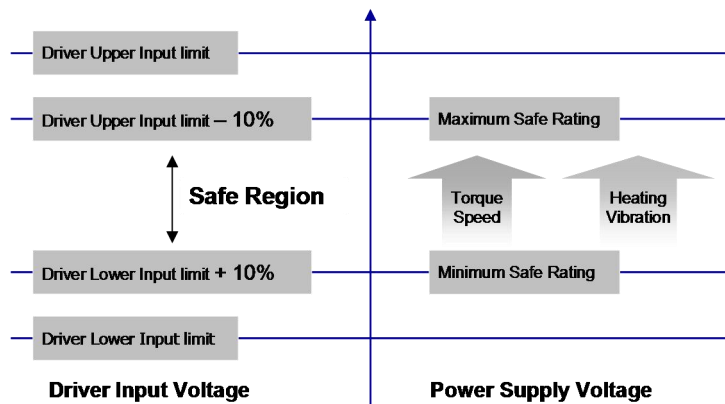 Driver Upper Input limit
Driver Upper Input limit – 10%
Maximum Safe Rating
Safe Region
Torque
Speed
Heating
Vibration
Driver Lower Input limit + 10%
Minimum Safe Rating
Driver Lower Input limit
Driver Input Voltage
Power Supply Voltage